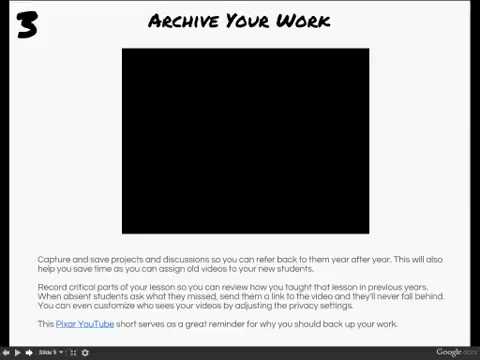 3
Archive Your Work
Capture and save projects and discussions so you can refer back to them year after year. This will also
help you save time as you can assign old videos to your new students.
Record critical parts of your lesson so you can review how you taught that lesson in previous years.
When absent students ask what they missed, send them a link to the video and they'll never fall behind.
You can even customize who sees your videos by adjusting the privacy settings.
This Pixar YouTube short serves as a great reminder for why you should back up your work.
Google docs